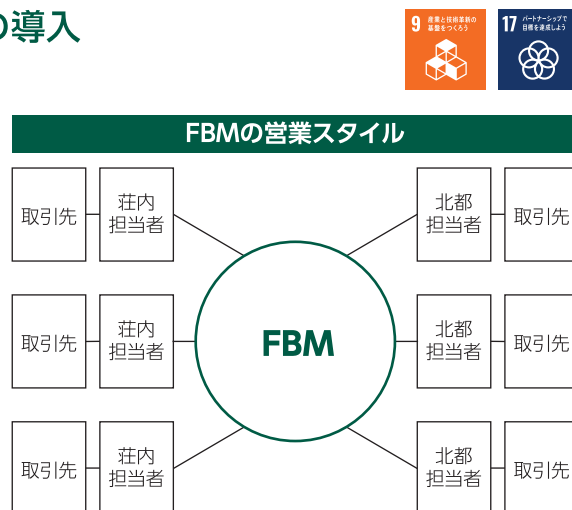 の導入
9 産業と技術革新の
基盤をつくろう
17 パートナーシップで
目標を達成しよう
FBMの営業スタイル
取引先
荘内
担当者
北都
担当者
取引先
取引先
荘内
担当者
FBM
北都
担当者
取引先
取引先
荘内
担当者
北都
担当者
取引先